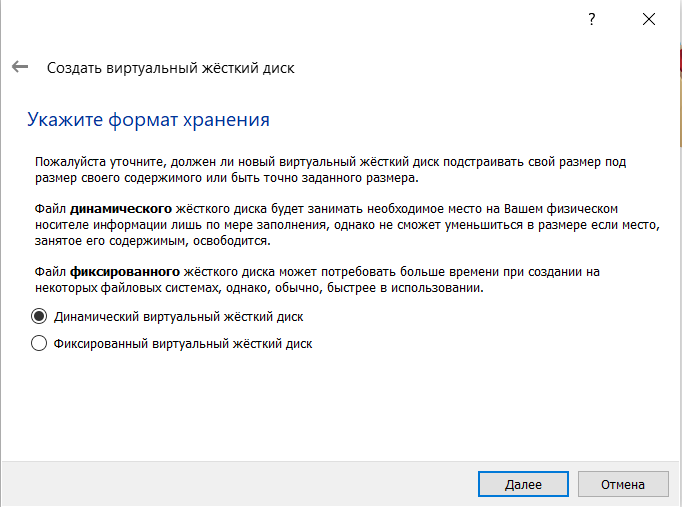 ?
Создать виртуальный жёсткий диск
Укажите формат хранения
Пожалуйста уточните, должен ли новый виртуальный жёсткий диск подстраивать свой размер под
размер своего содержимого или быть точно заданного размера.
Файл динамического жёсткого диска будет занимать необходимое место на Вашем физическом
носителе информации лишь по мере заполнения, однако не сможет уменьшиться в размере если место,
занятое его содержимым, освободится.
Файл фиксированного жёсткого диска может потребовать больше времени при создании на
некоторых файловых системах, однако, обычно, быстрее в использовании.
Динамический виртуальный жёсткий диск
Фиксированный виртуальный жёсткий диск
Далее Отмена